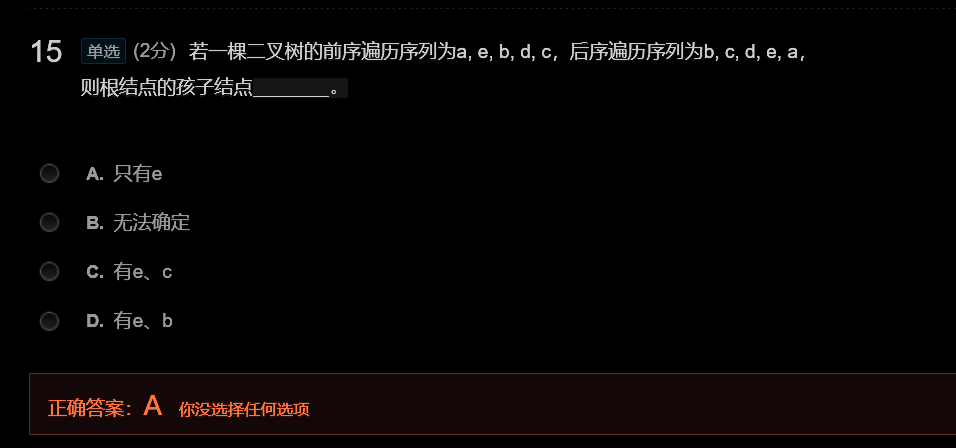 15 单选 (2分) 若一棵二叉树的前序遍历序列为a, e, b, d, c，后序遍历序列为b, c, d, e, a，
则根结点的孩子结点________。
A. 只有e
B. 无法确定
C. 有e、c
D. 有e、b
正确答案：A 你没选择任何选项